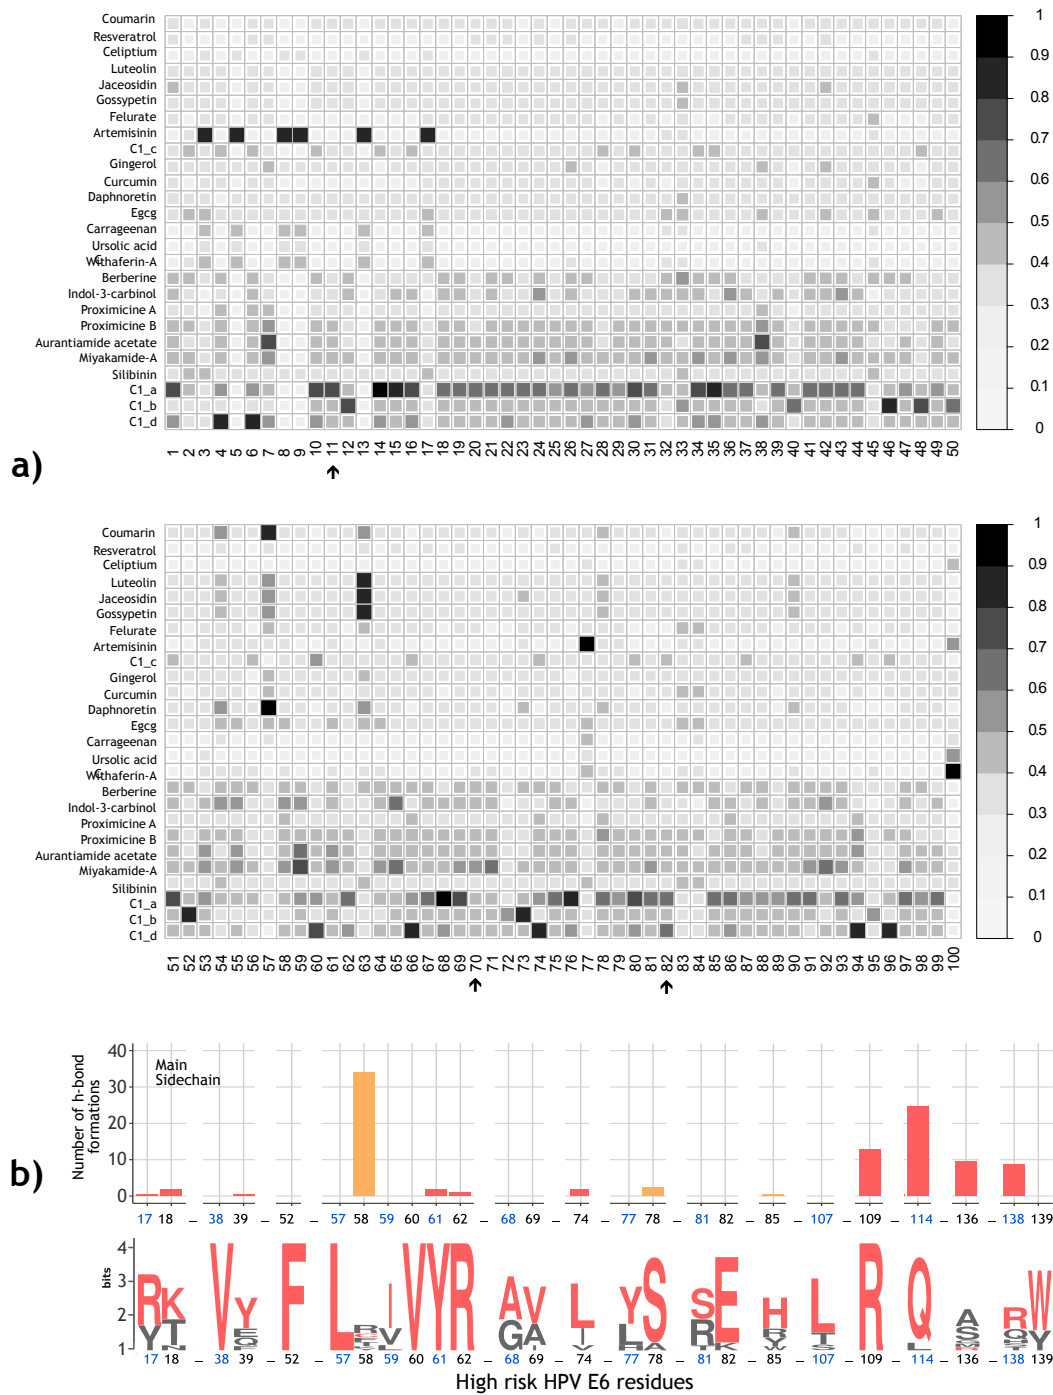 Coumarin
Resveratrol
Celiptium
Luteolin
Jaceosidin
Gossypetin
Felurate
Artemisinin
C1_c
Gingerol
Curcumin
Daphnoretin
Egcg
Carrageenan
Ursolic acid
Withaferin-A
Berberine
Indol-3-carbinol
Proximicine A
Proximicine B
Aurantiamide acetate
Miyakamide-A
Silibinin
C1_a
C1_b
C1_d
1
0.9
0.8
0.7
0.6
0.5
0.4
0.3
0.2
0.1
0
1 2 3 4 5 6 7 8 9 10 11 12 13 14 15 16 17 18 19 20 21 22 23 24 25 26 27 28 29 30 31 32 33 34 35 36 37 38 39 40 41 42 43 44 45 46 47 48 49 50
a)
Coumarin
Resveratrol
Celiptium
Luteolin
Jaceosidin
Gossypetin
Felurate
Artemisinin
C1_c
Gingerol
Curcumin
Daphnoretin
Egcg
Carrageenan
Ursolic acid
Withaferin-A
Berberine
Indol-3-carbinol
Proximicine A
Proximicine B
Aurantiamide acetate
Miyakamide-A
Silibinin
C1_a
C1_b
C1_d
1
0.9
0.8
0.7
0.6
0.5
0.4
0.3
0.2
0.1
0
51 52 53 54 55 56 57 58 59 60 61 62 63 64 65 66 67 68 69 70 71 72 73 74 75 76 77 78 79 80 81 82 83 84 85 86 87 88 89 90 91 92 93 94 95 96 97 98 99 100
b)
Number of h-bond
formations
40
30
20
10
0
Main
Sidechain
17 18 – 38 39 – 52 – 57 58 59 60 61 62 – 68 69 – 74 – 77 78 – 81 82 – 85 – 107 – 109 – 114 – 136 – 138 139
bits
4
3
2
1
R K V Y F L I V Y R A V L Y S S E H L R Q A R W
17 18 – 38 39 – 52 – 57 58 59 60 61 62 – 68 69 – 74 – 77 78 – 81 82 – 85 – 107 – 109 – 114 – 136 – 138 139
High risk HPV E6 residues